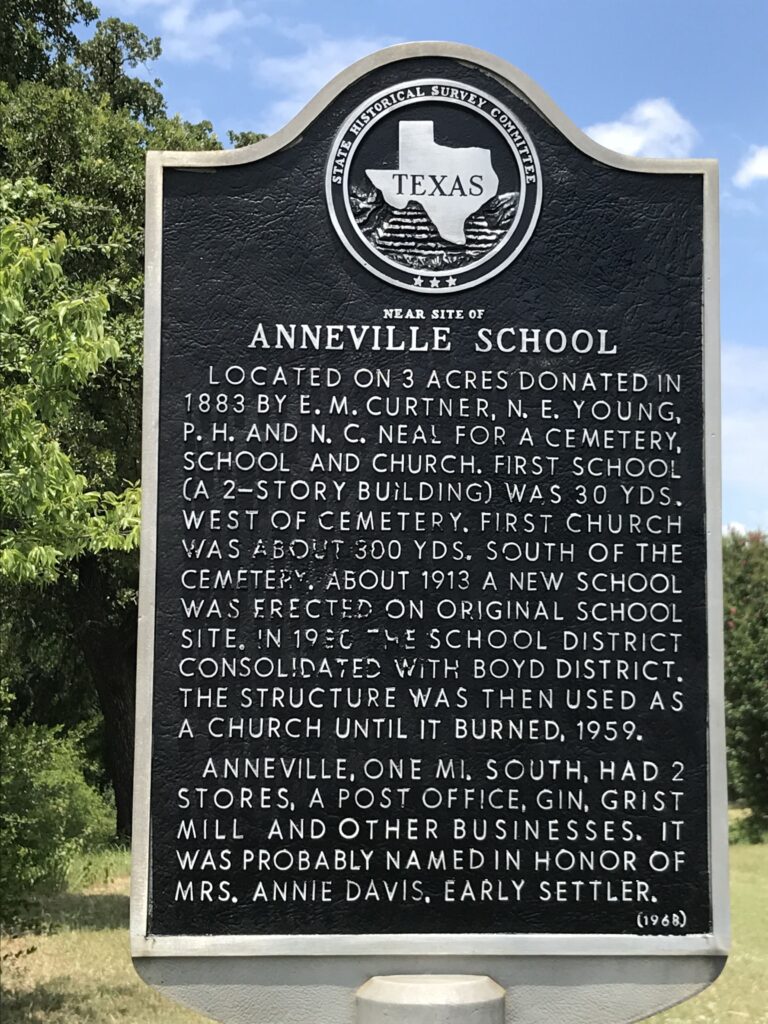 STATE HISTORICAL SURVEY COMMITTEE
TEXAS
NEAR SITE OF
ANNEVILLE SCHOOL
LOCATED ON 3 ACRES DONATED IN
1883 BY E. M. CURTNER, N. E. YOUNG,
P. H. AND N. C. NEAL FOR A CEMETERY,
SCHOOL AND CHURCH. FIRST SCHOOL
(A 2-STORY BUILDING) WAS 30 YDS.
WEST OF CEMETERY. FIRST CHURCH
WAS ABOUT 300 YDS. SOUTH OF THE
CEMETERY. ABOUT 1913 A NEW SCHOOL
WAS ERECTED ON ORIGINAL SCHOOL
SITE. IN THE SCHOOL DISTRICT
CONSOLIDATED WITH BOYD DISTRICT.
THE STRUCTURE WAS THEN USED AS
A CHURCH UNTIL IT BURNED, 1959.
ANNEVILLE, ONE MI. SOUTH, HAD 2
STORES, A POST OFFICE, GIN, GRIST
MILL AND OTHER BUSINESSES. IT
WAS PROBABLY NAMED IN HONOR OF
MRS. ANNIE DAVIS, EARLY SETTLER.
(1968)